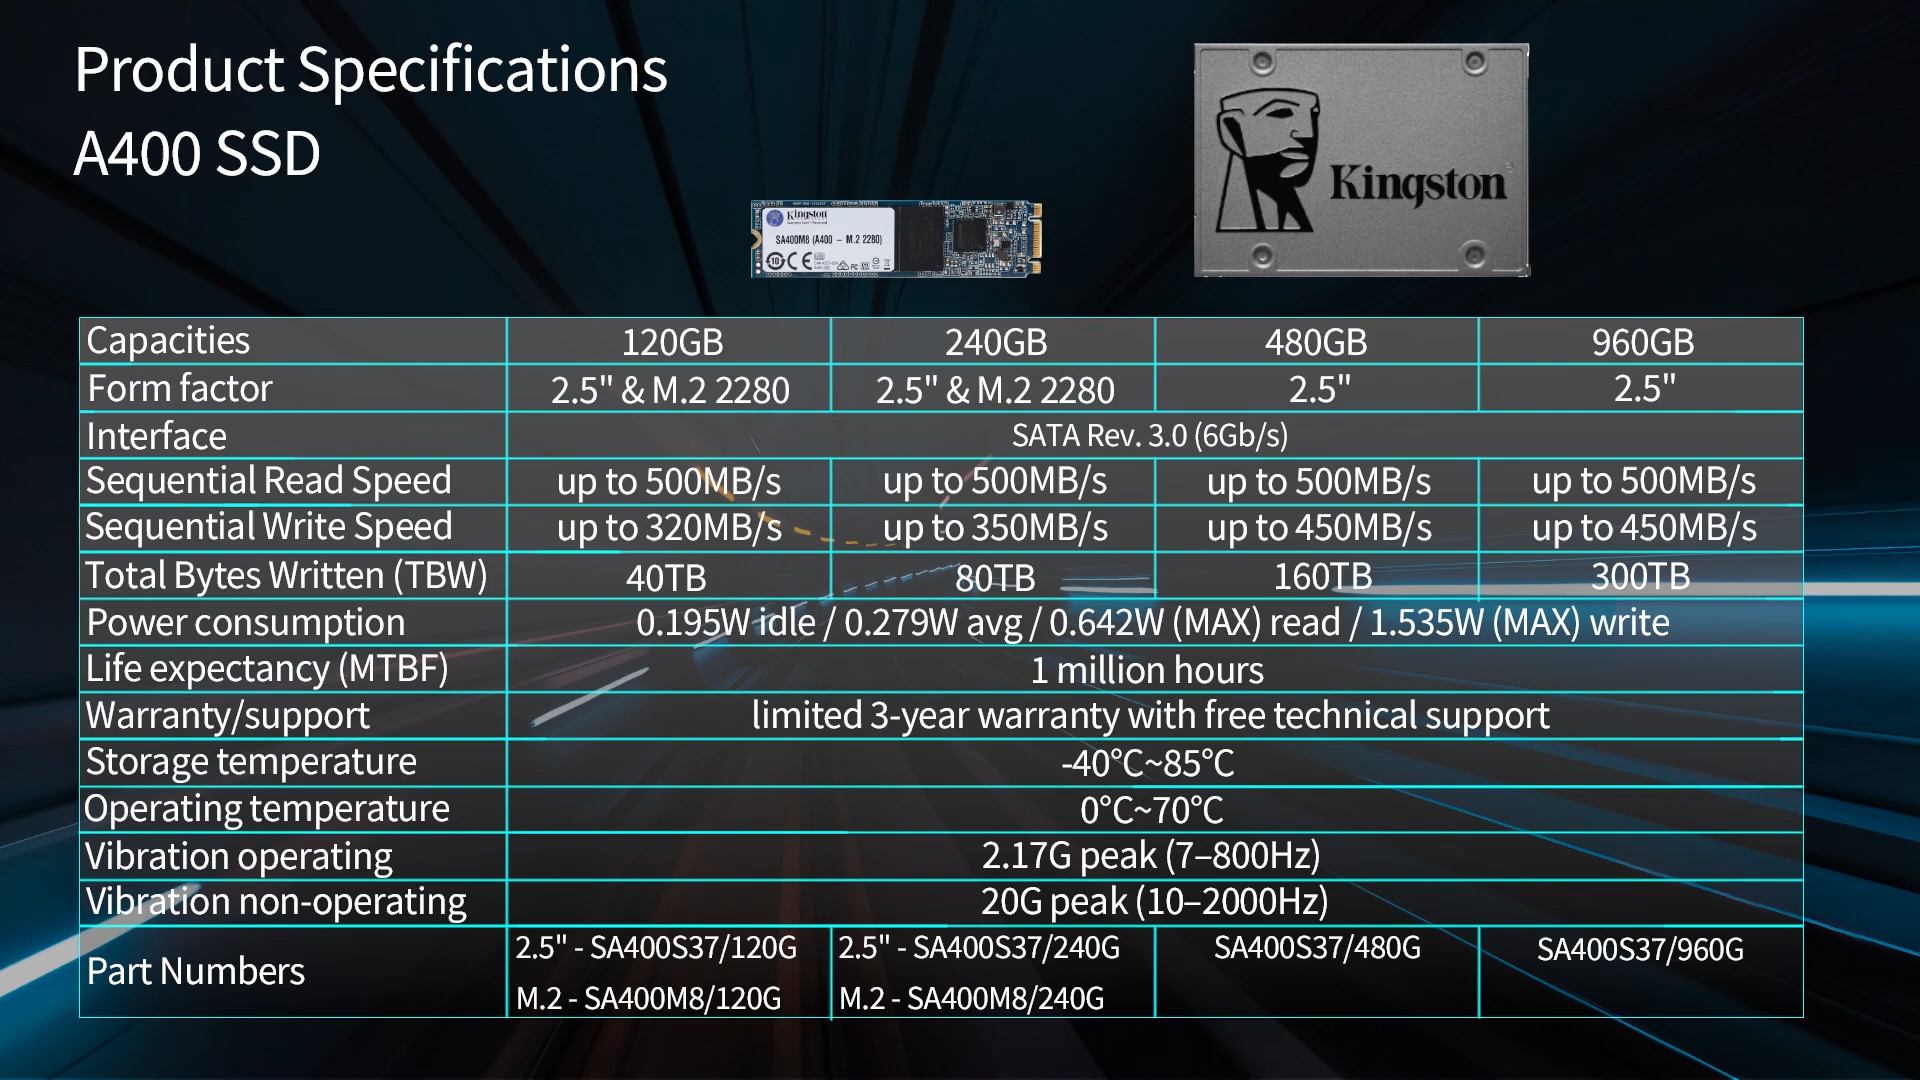 Product Specifications
A400 SSD
Kingston
SA400M8 (A400 – M.2 2280)
Kingston
Capacities 120GB 240GB 480GB 960GB
Form factor 2.5" & M.2 2280 2.5" & M.2 2280 2.5" 2.5"
Interface SATA Rev. 3.0 (6Gb/s)
Sequential Read Speed up to 500MB/s up to 500MB/s up to 500MB/s up to 500MB/s
Sequential Write Speed up to 320MB/s up to 350MB/s up to 450MB/s up to 450MB/s
Total Bytes Written (TBW) 40TB 80TB 160TB 300TB
Power consumption 0.195W idle / 0.279W avg / 0.642W (MAX) read / 1.535W (MAX) write
Life expectancy (MTBF) 1 million hours
Warranty/support limited 3-year warranty with free technical support
Storage temperature -40°C~85°C
Operating temperature 0°C~70°C
Vibration operating 2.17G peak (7–800Hz)
Vibration non-operating 20G peak (10–2000Hz)
Part Numbers 2.5" - SA400S37/120G 2.5" - SA400S37/240G SA400S37/480G SA400S37/960G
M.2 - SA400M8/120G M.2 - SA400M8/240G